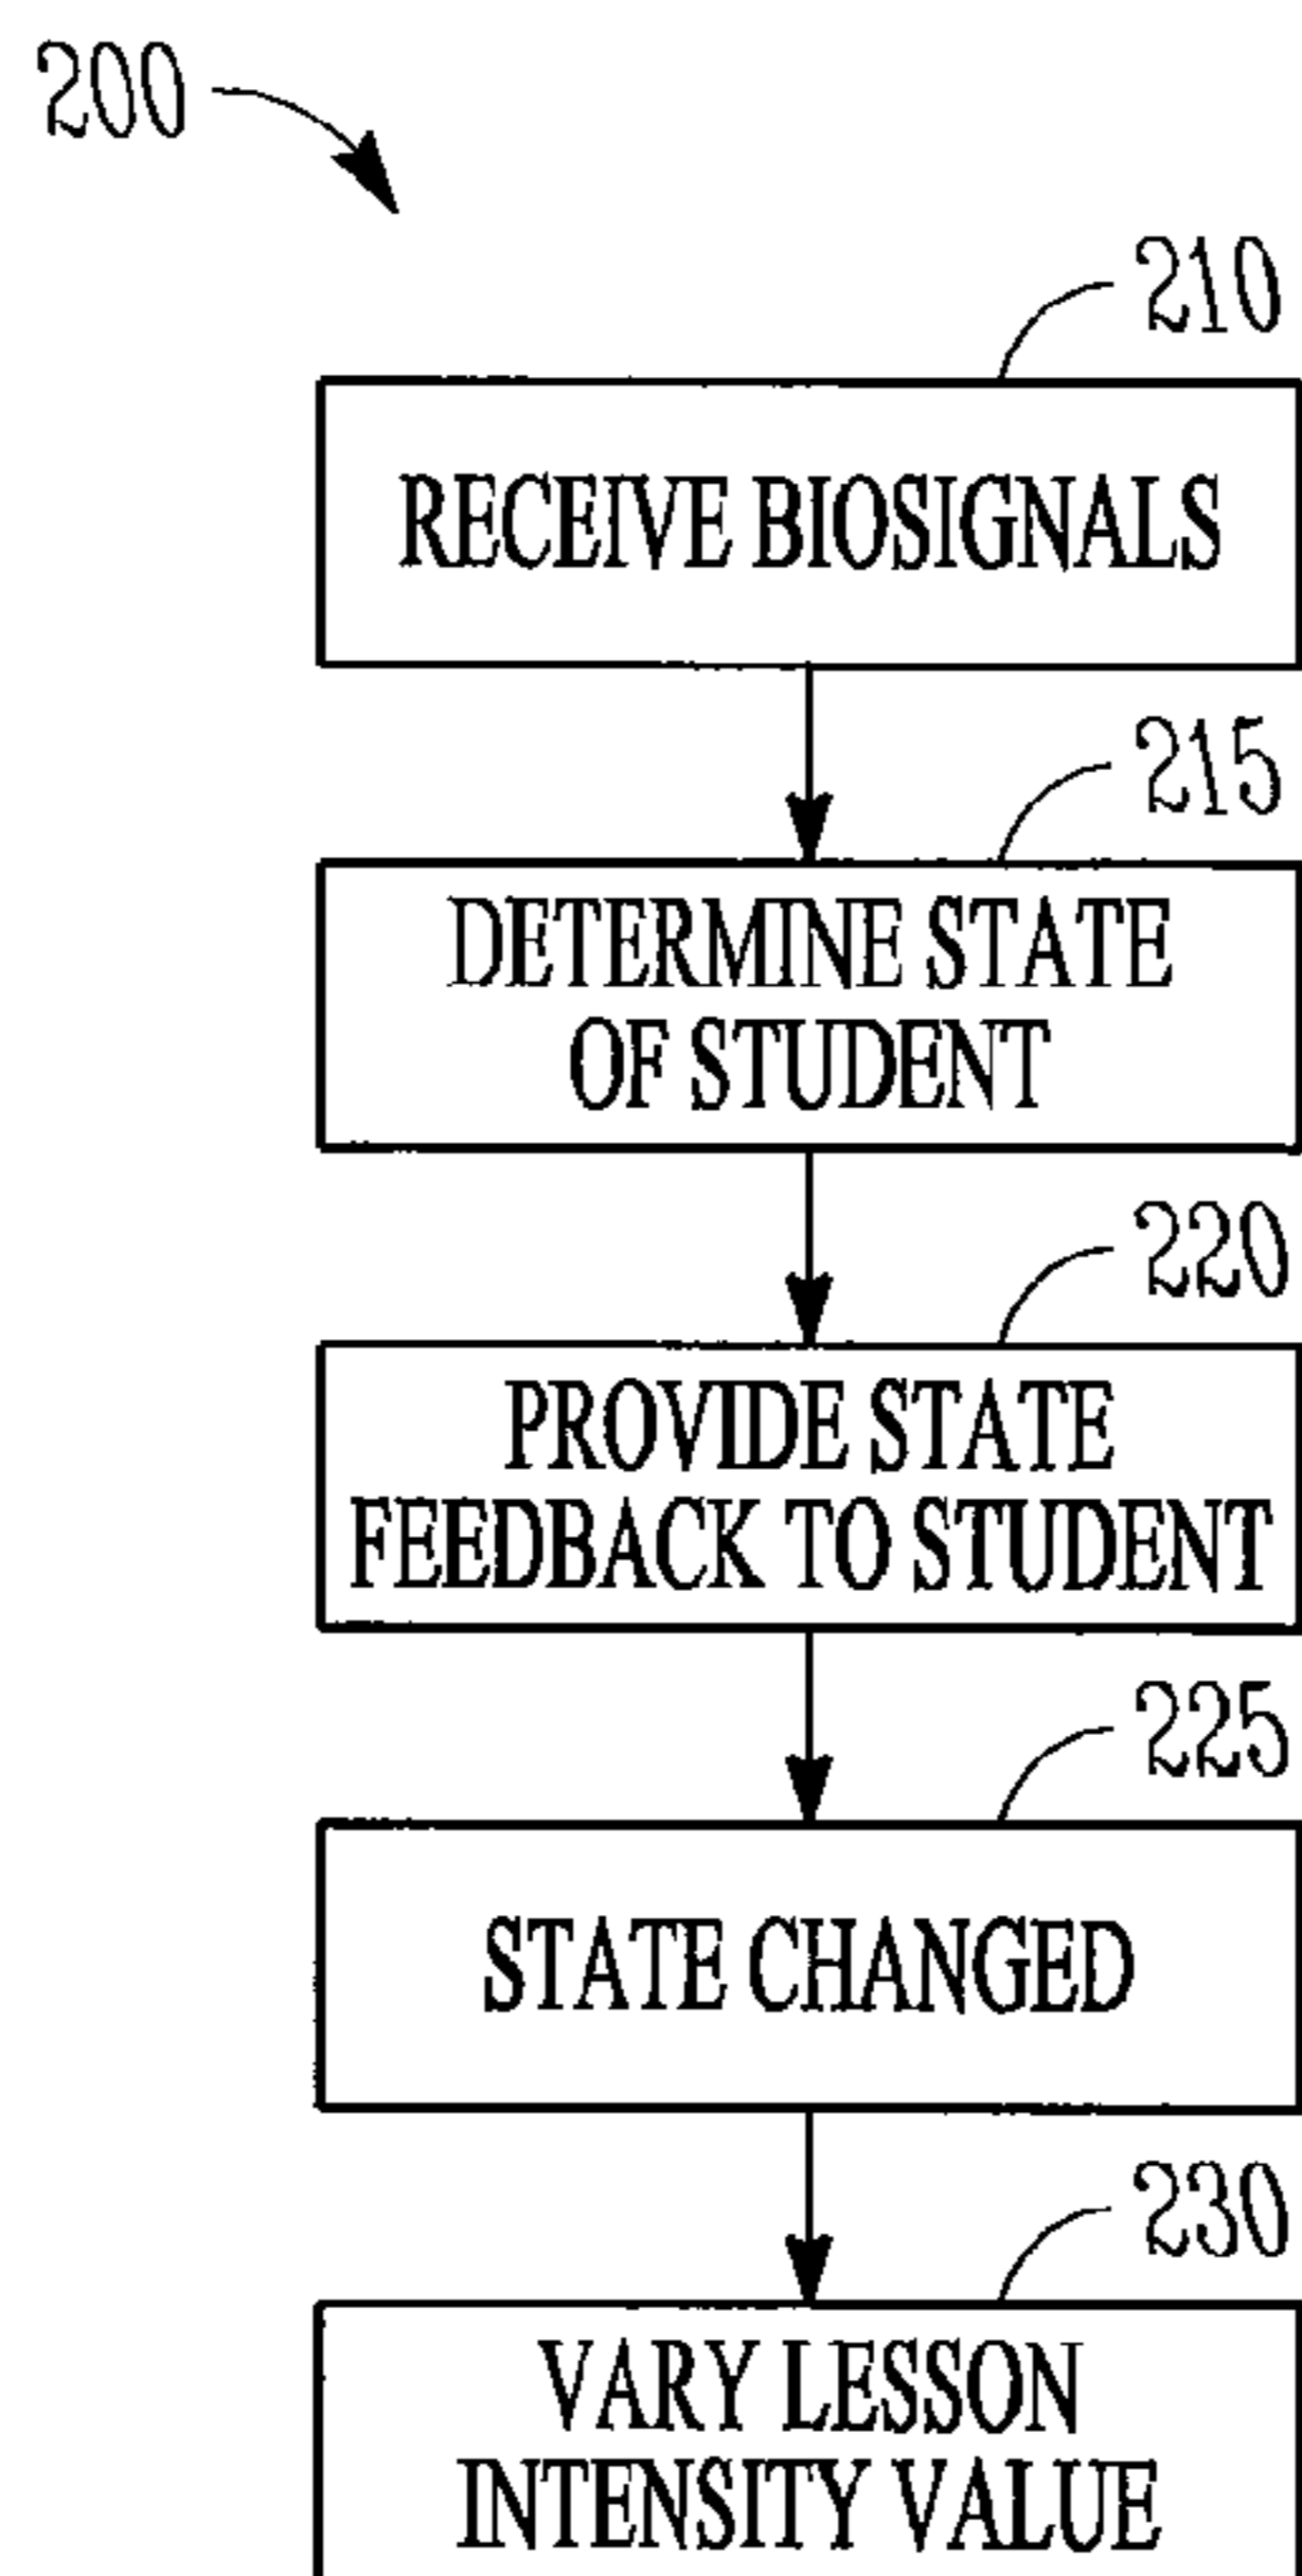 200
210
RECEIVE BIOSIGNALS
215
DETERMINE STATE
OF STUDENT
220
PROVIDE STATE
FEEDBACK TO STUDENT
225
STATE CHANGED
230
VARY LESSON
INTENSITY VALUE